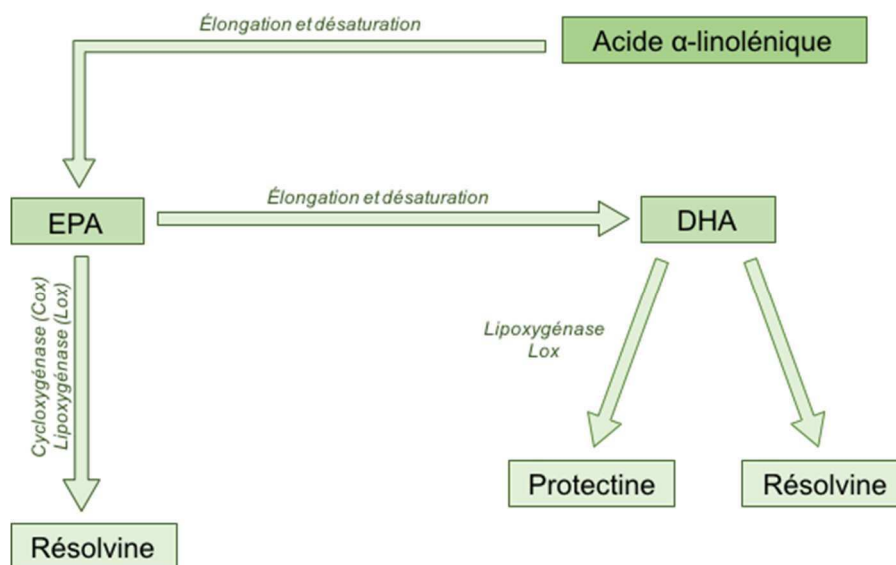 Élongation et désaturation
Acide α-linolénique
EPA
Élongation et désaturation
DHA
Cycloxygénase (Cox)
Lipoxygénase (Lox)
Lipoxygénase
Lox
Protectine
Résolvine
Résolvine